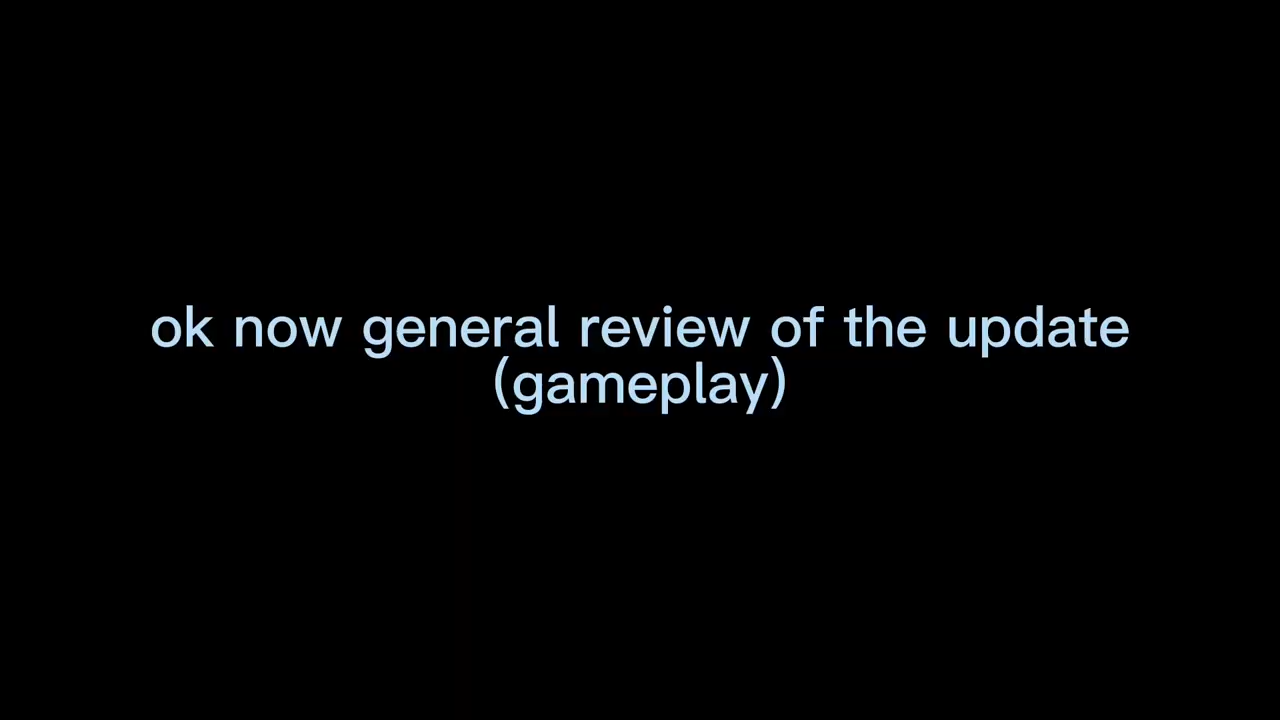 ok now general review of the update
(gameplay)